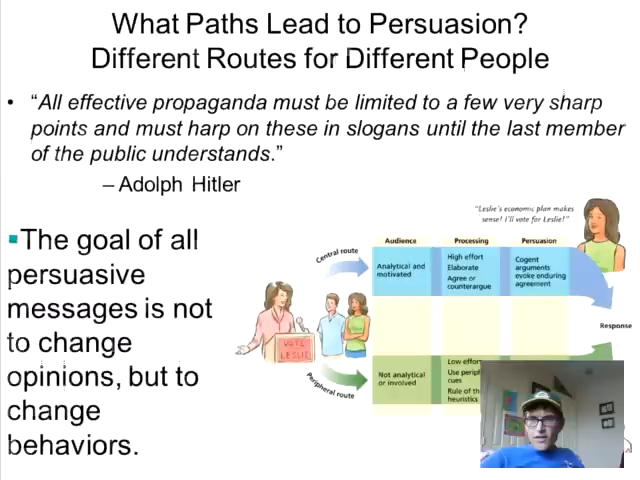 What Paths Lead to Persuasion?
Different Routes for Different People
• “All effective propaganda must be limited to a few very sharp
points and must harp on these in slogans until the last member
of the public understands.”
– Adolph Hitler
The goal of all
persuasive
messages is not
to change
opinions, but to
change
behaviors.
"Leslie's economic plan makes
sense! I'll vote for Leslie!"
Audience
Processing
Persuasion
Central route
Analytical and
motivated
High effort
Elaborate
Agree or
counterargue
Cogent
arguments
evoke enduring
agreement
Response
VOTE
LESLIE
Peripheral route
Not analytical
or involved
Low effort
Use
cues
Rule of
heuristics